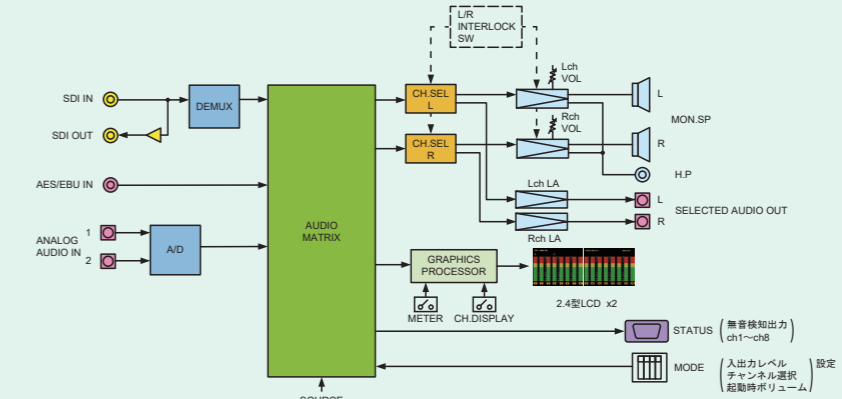 L/R
INTERLOCK
SW
Lch
VOL
SDI IN
DEMUX
CH.SEL
L
L
MON.SP
SDI OUT
Rch
VOL
CH.SEL
R
R
H.P
AES/EBU IN
Lch LA
L
SELECTED AUDIO OUT
R
Rch LA
AUDIO
MATRIX
ANALOG
AUDIO IN
1
2
A/D
GRAPHICS
PROCESSOR
METER
CH.DISPLAY
2.4型LCD x2
STATUS
無音検知出力
ch1〜ch8
MODE
入出力レベル
チャンネル選択
起動時ボリューム
設定
SOURCE